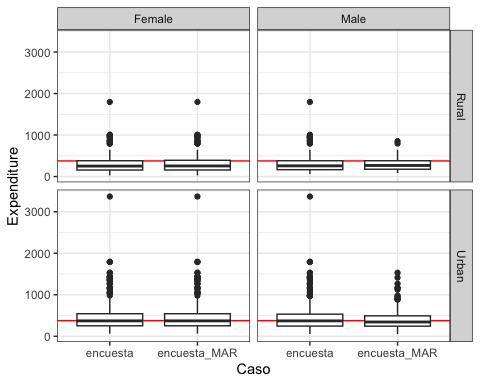 Female Male
3000
2000
1000
0
Rural
Expenditure
3000
2000
1000
0
Urban
encuesta encuesta_MAR encuesta encuesta_MAR
Caso